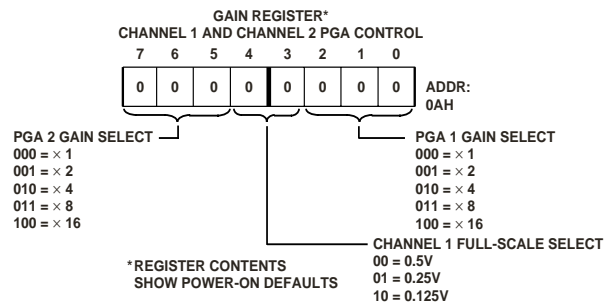 GAIN REGISTER*
CHANNEL 1 AND CHANNEL 2 PGA CONTROL
7 6 5 4 3 2 1 0
0 0 0 0 0 0 0 0
ADDR:
0AH
PGA 2 GAIN SELECT
000 = × 1
001 = × 2
010 = × 4
011 = × 8
100 = × 16
PGA 1 GAIN SELECT
000 = × 1
001 = × 2
010 = × 4
011 = × 8
100 = × 16
CHANNEL 1 FULL-SCALE SELECT
00 = 0.5V
01 = 0.25V
10 = 0.125V
*REGISTER CONTENTS
SHOW POWER-ON DEFAULTS